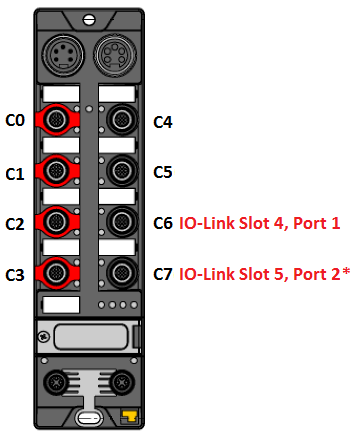 C0 C4
C1 C5
C2 C6 IO-Link Slot 4, Port 1
C3 C7 IO-Link Slot 5, Port 2*